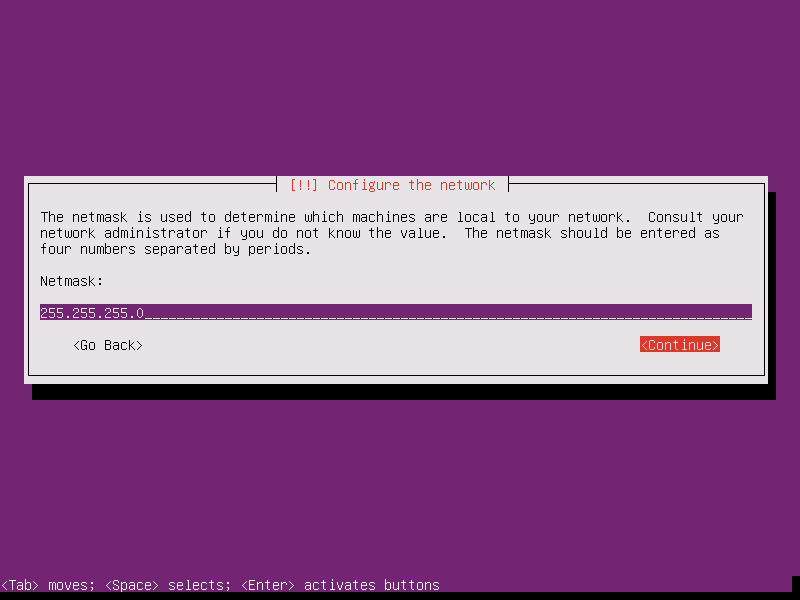 [!!] Configure the network
The netmask is used to determine which machines are local to your network.  Consult your
network administrator if you do not know the value.  The netmask should be entered as
four numbers separated by periods.
Netmask:
255.255.255.0
<Go Back> <Continue>
<Tab> moves; <Space> selects; <Enter> activates buttons